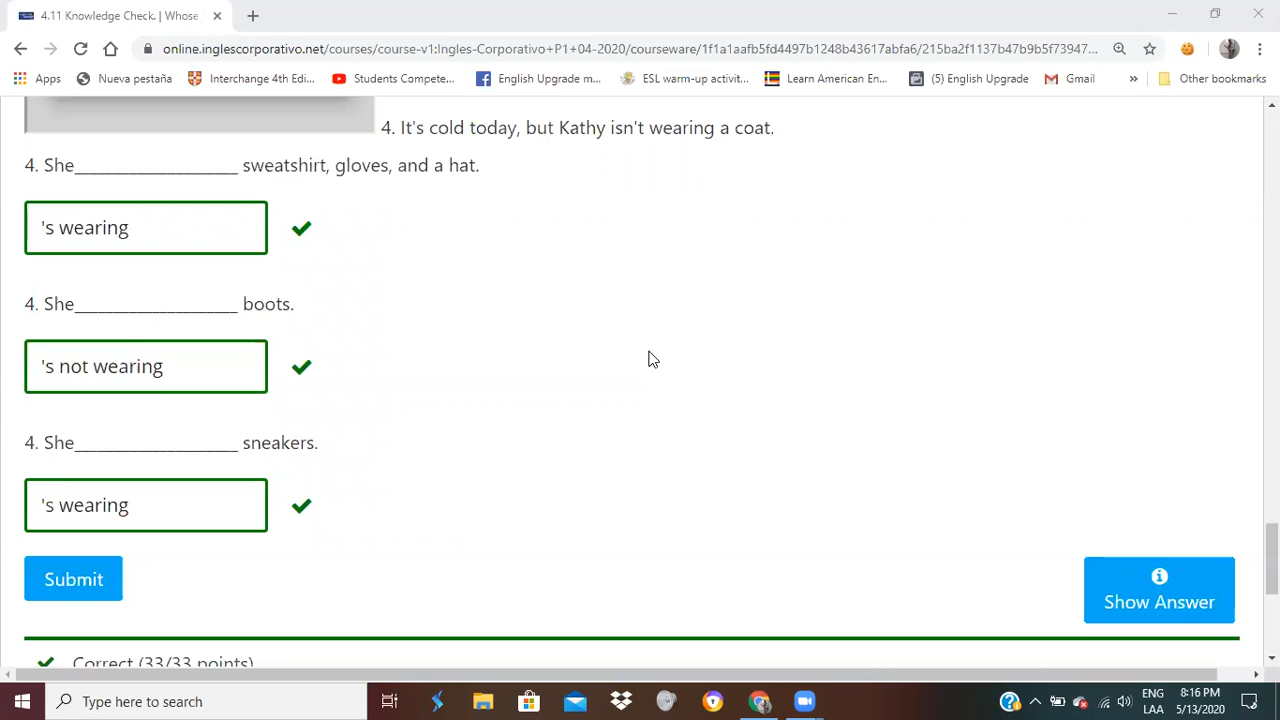 4.11 Knowledge Check. | Whose
online.inglescorporativo.net/courses/course-v1:Ingles-Corporativo+P1+04-2020/courseware/1f1a1aafb5fd4497b1248b43617abfa6/215ba2f1137b47b9b5f73947...
Apps Nueva pestaña Interchange 4th Edi... Students Compete... English Upgrade m... ESL warm-up activit... Learn American En... (5) English Upgrade Gmail » Other bookmarks
4. It's cold today, but Kathy isn't wearing a coat.
4. She____________________ sweatshirt, gloves, and a hat.
's wearing
4. She____________________ boots.
's not wearing
4. She____________________ sneakers.
's wearing
Submit
Show Answer
Correct (33/33 points)
Type here to search
ENG
LAA
8:16 PM
5/13/2020